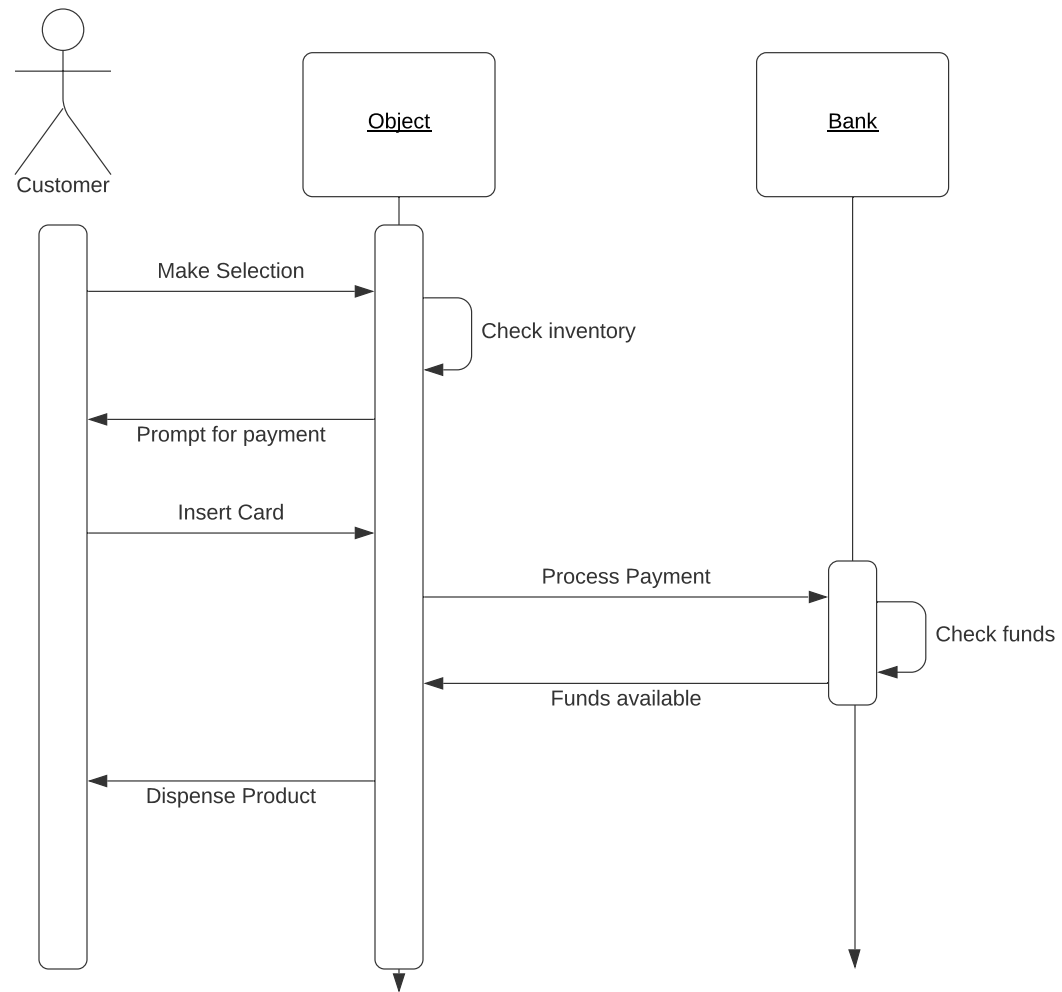 Customer
Object
Bank
Make Selection
Check inventory
Prompt for payment
Insert Card
Process Payment
Check funds
Funds available
Dispense Product